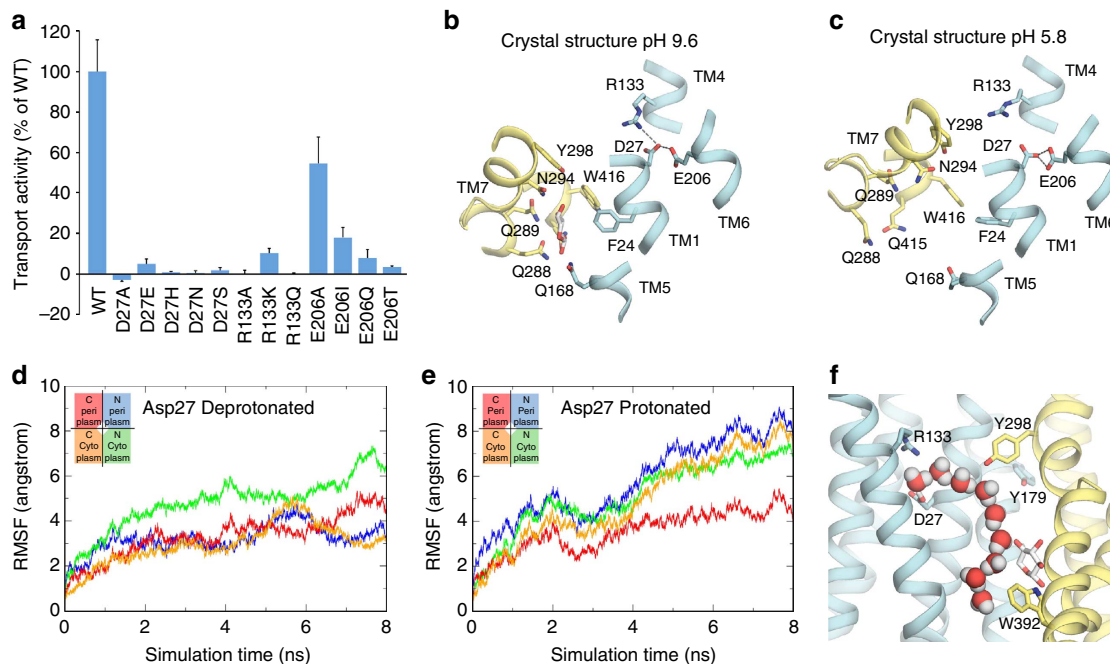 a
Transport activity (% of WT)
120
100
80
60
40
20
0
−20
WT
D27A
D27E
D27H
D27N
D27S
R133A
R133K
R133Q
E206A
E206I
E206Q
E206T
b
Crystal structure pH 9.6
TM4
R133
Y298
D27
N294
W416
TM7
E206
Q289
TM6
F24
TM1
Q288
Q168
TM5
c
Crystal structure pH 5.8
TM4
R133
Y298
TM7
D27
N294
E206
Q289
W416
TM6
Q415
F24
TM1
Q288
Q168
TM5
d
RMSF (angstrom)
10
8
6
4
2
0
C
peri
plasm
N
peri
plasm
C
Cyto
plasm
N
Cyto
plasm
Asp27 Deprotonated
0
2
4
6
8
Simulation time (ns)
e
RMSF (angstrom)
10
8
6
4
2
0
C
Peri
plasm
N
Peri
plasm
C
Cyto
plasm
N
Cyto
plasm
Asp27 Protonated
0
2
4
6
8
Simulation time (ns)
f
R133
Y298
Y179
D27
W392